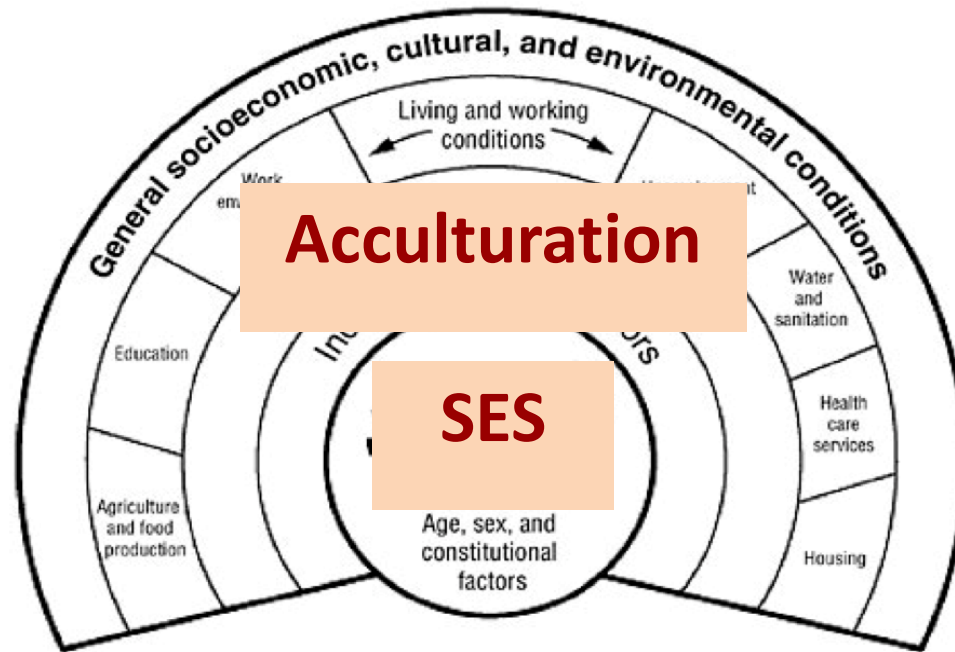 General socioeconomic, cultural, and environmental conditions
Living and working
conditions
Work
Acculturation
Water
and
sanitation
Education
SES
Health
care
services
Agriculture
and food
production
Age, sex, and
constitutional
factors
Housing